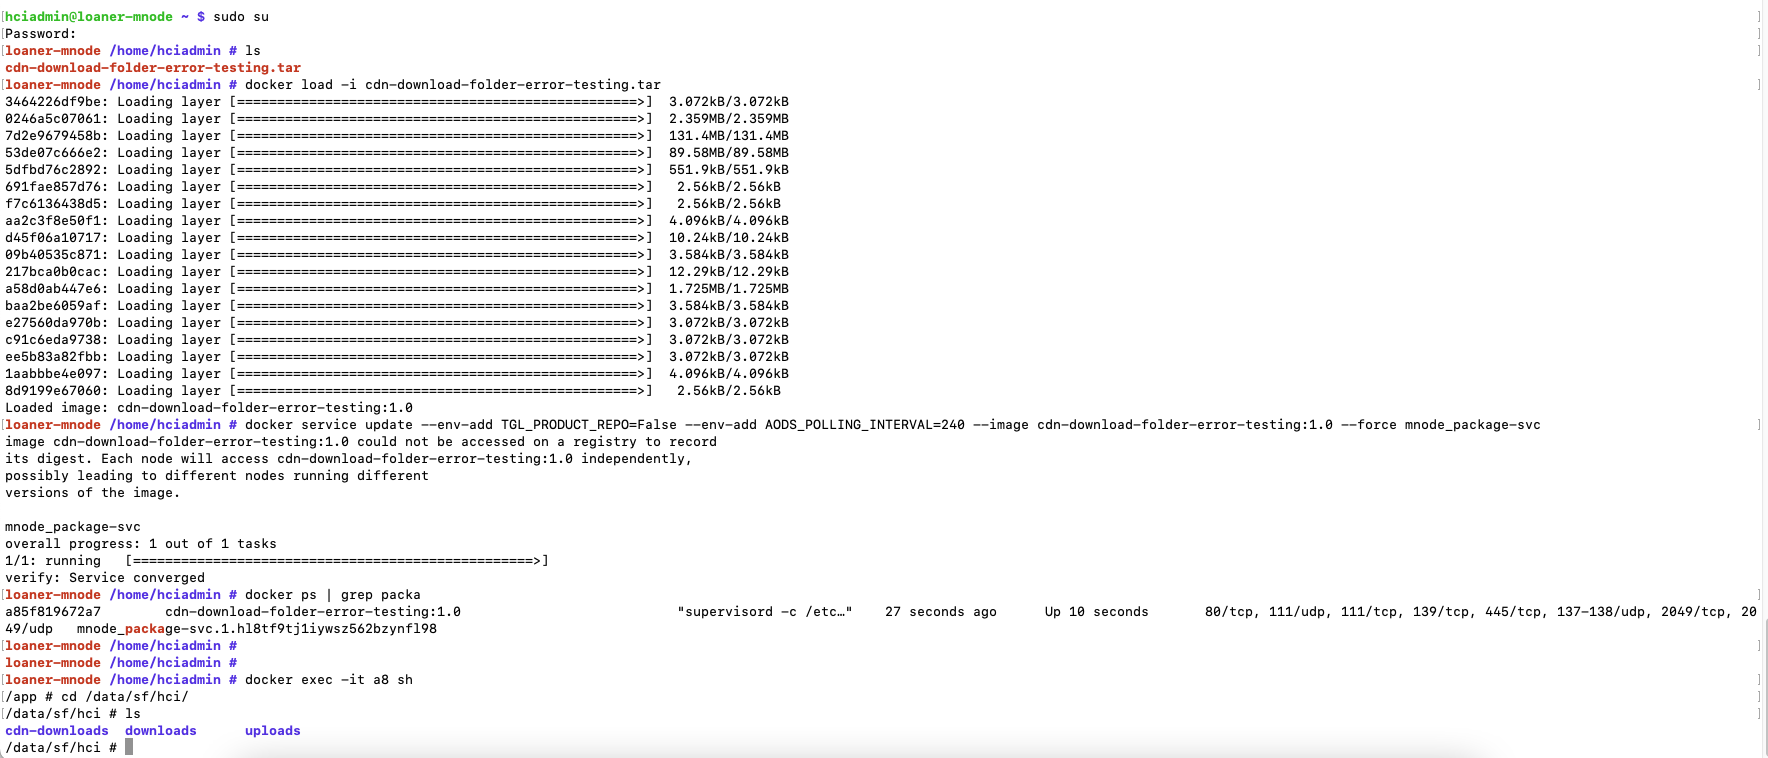 hciadmin@loaner-mnode ~ $ sudo su
Password:
loaner-mnode /home/hciadmin # ls
cdn-download-folder-error-testing.tar
loaner-mnode /home/hciadmin # docker load -i cdn-download-folder-error-testing.tar
3464226df9be: Loading layer [==================================================>]  3.072kB/3.072kB
0246a5c07061: Loading layer [==================================================>]  2.359MB/2.359MB
7d2e9679458b: Loading layer [==================================================>]  131.4MB/131.4MB
53de07c666e2: Loading layer [==================================================>]  89.58MB/89.58MB
5dfbd76c2892: Loading layer [==================================================>]  551.9kB/551.9kB
691fae857d76: Loading layer [==================================================>]   2.56kB/2.56kB
f7c6136438d5: Loading layer [==================================================>]   2.56kB/2.56kB
aa2c3f8e50f1: Loading layer [==================================================>]  4.096kB/4.096kB
d45f06a10717: Loading layer [==================================================>]  10.24kB/10.24kB
09b40535c871: Loading layer [==================================================>]  3.584kB/3.584kB
217bca0b0cac: Loading layer [==================================================>]  12.29kB/12.29kB
a58d0ab447e6: Loading layer [==================================================>]  1.725MB/1.725MB
baa2be6059af: Loading layer [==================================================>]  3.584kB/3.584kB
e27560da970b: Loading layer [==================================================>]  3.072kB/3.072kB
c91c6eda9738: Loading layer [==================================================>]  3.072kB/3.072kB
ee5b83a82fbb: Loading layer [==================================================>]  3.072kB/3.072kB
1aabbbe4e097: Loading layer [==================================================>]  4.096kB/4.096kB
8d9199e67060: Loading layer [==================================================>]   2.56kB/2.56kB
Loaded image: cdn-download-folder-error-testing:1.0
loaner-mnode /home/hciadmin # docker service update --env-add TGL_PRODUCT_REPO=False --env-add AODS_POLLING_INTERVAL=240 --image cdn-download-folder-error-testing:1.0 --force mnode_package-svc
image cdn-download-folder-error-testing:1.0 could not be accessed on a registry to record
its digest. Each node will access cdn-download-folder-error-testing:1.0 independently,
possibly leading to different nodes running different
versions of the image.
mnode_package-svc
overall progress: 1 out of 1 tasks
1/1: running   [==================================================>]
verify: Service converged
loaner-mnode /home/hciadmin # docker ps | grep packa
a85f819672a7        cdn-download-folder-error-testing:1.0                           "supervisord -c /etc…"    27 seconds ago      Up 10 seconds       80/tcp, 111/udp, 111/tcp, 139/tcp, 445/tcp, 137-138/udp, 2049/tcp, 20
49/udp   mnode_package-svc.1.hl8tf9tj1iywsz562bzynfl98
loaner-mnode /home/hciadmin #
loaner-mnode /home/hciadmin #
loaner-mnode /home/hciadmin # docker exec -it a8 sh
/app # cd /data/sf/hci/
/data/sf/hci # ls
cdn-downloads  downloads      uploads
/data/sf/hci #